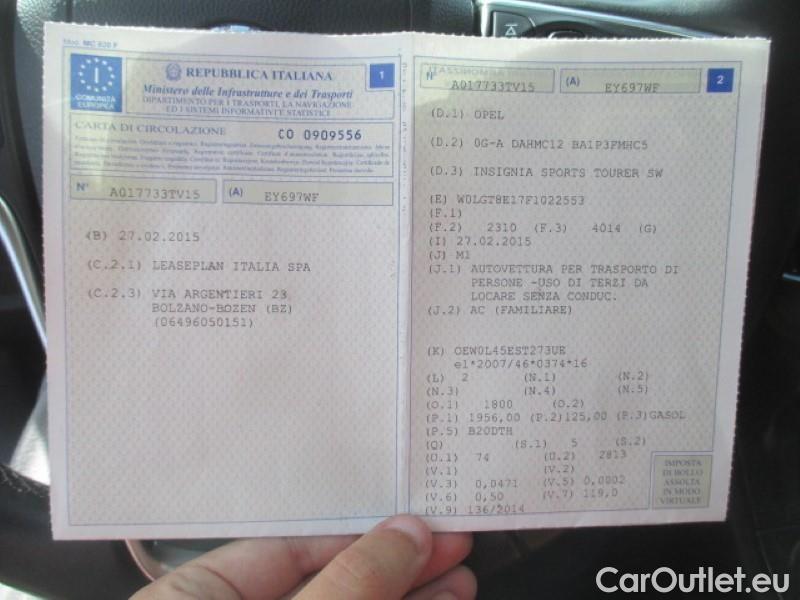 Mod. MC 820 F
REPUBBLICA ITALIANA
1
Ministero delle Infrastrutture e dei Trasporti
DIPARTIMENTO PER I TRASPORTI, LA NAVIGAZIONE
ED I SISTEMI INFORMATIVI E STATISTICI
I
COMUNITÀ
EUROPEA
CARTA DI CIRCOLAZIONE CO 0909556
N° A017733TV15 (A) EY697WF
(B) 27.02.2015
(C.2.1) LEASEPLAN ITALIA SPA
(C.2.3) VIA ARGENTIERI 23
BOLZANO-BOZEN (BZ)
(06496050151)
2
N° A017733TV15 (A) EY697WF
(D.1) OPEL
(D.2) 0G-A DAHMC12 BA1P3FMHC5
(D.3) INSIGNIA SPORTS TOURER SW
(E) W0LGT8E17F1022553
(F.1)
(F.2) 2310 (F.3) 4014 (G)
(I) 27.02.2015
(J) M1
(J.1) AUTOVETTURA PER TRASPORTO DI
PERSONE -USO DI TERZI DA
LOCARE SENZA CONDUC.
(J.2) AC (FAMILIARE)
(K) OEW0L45EST273UE
e1*2007/46*0374*16
(L) 2 (N.1) (N.2)
(N.3) (N.4) (N.5)
(O.1) 1800 (O.2)
(P.1) 1956,00 (P.2)125,00 (P.3)GASOL
(P.5) B20DTH
(Q) (S.1) 5 (S.2)
(U.1) 74 (U.2) 2813
(V.1) (V.2)
(V.3) 0,0471 (V.5) 0,0002
(V.6) 0,50 (V.7) 119,0
(V.9) 136/2014
IMPOSTA
DI BOLLO
ASSOLTA
IN MODO
VIRTUALE
CarOutlet.eu